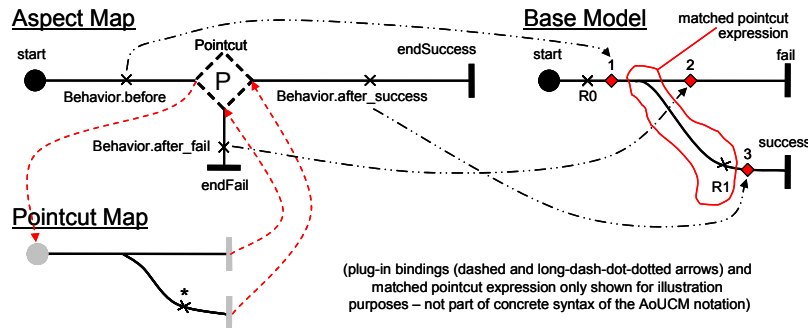 Aspect Map
Base Model
matched pointcut
expression
Pointcut
start
endSuccess
start
fail
P
1
2
Behavior.before
Behavior.after_success
R0
Behavior.after_fail
success
3
endFail
R1
Pointcut Map
*
(plug-in bindings (dashed and long-dash-dot-dotted arrows) and
matched pointcut expression only shown for illustration
purposes – not part of concrete syntax of the AoUCM notation)